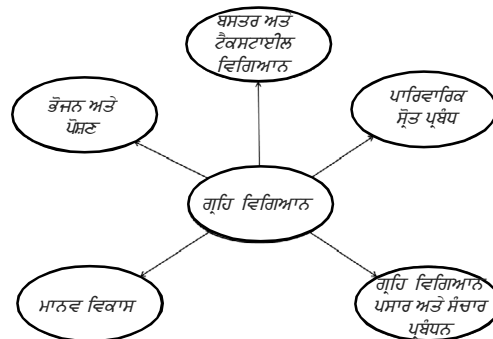 ਬਸਤਰ ਅਤੇ
ਟੈਕਸਟਾਈਲ
ਵਿਗਿਆਨ
ਭੋਜਨ ਅਤੇ
ਪੋਸ਼ਣ
ਪਾਰਿਵਾਰਿਕ
ਸ੍ਰੋਤ ਪ੍ਰਬੰਧ
ਗ੍ਰਹਿ ਵਿਗਿਆਨ
ਮਾਨਵ ਵਿਕਾਸ
ਗ੍ਰਹਿ ਵਿਗਿਆਨ
ਪਸਾਰ ਅਤੇ ਸੰਚਾਰ
ਪ੍ਰਬੰਧਨ